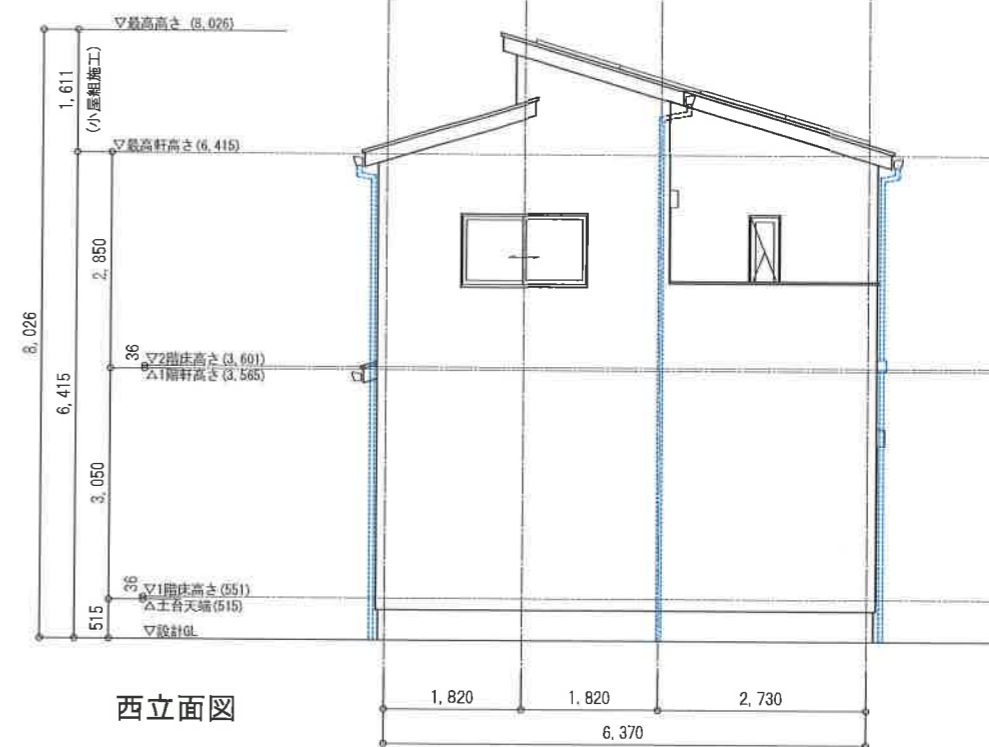 ▽最高高さ (8,026)
1,611
(小屋組施工)
▽最高軒高さ(6,415)
2,850
8,026
6,415
36
▽2階床高さ(3,601)
△1階軒高さ(3,565)
3,050
36
▽1階床高さ(551)
△土台天端(515)
515
▽設計GL
西立面図
1,820
1,820
2,730
6,370